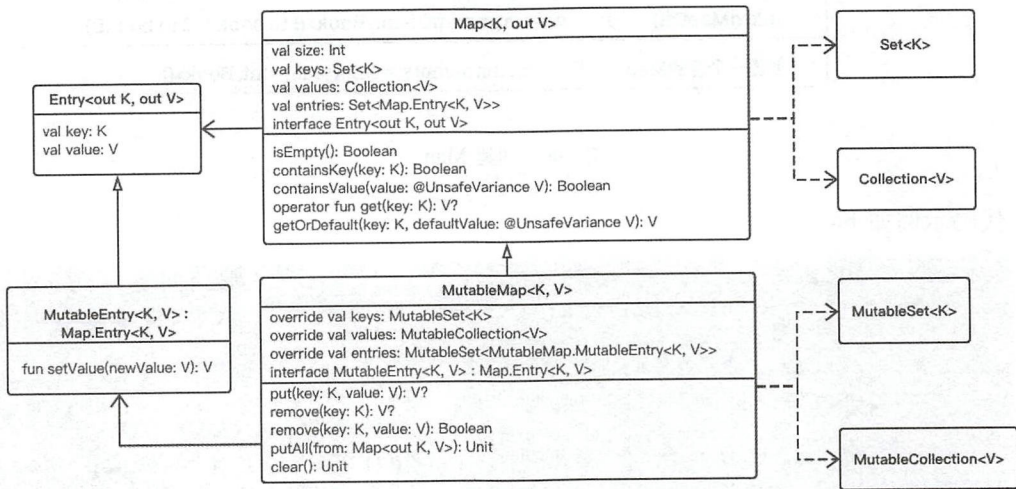 Map<K, out V>
val size: Int
val keys: Set<K>
val values: Collection<V>
val entries: Set<Map.Entry<K, V>>
interface Entry<out K, out V>
isEmpty(): Boolean
containsKey(key: K): Boolean
containsValue(value: @UnsafeVariance V): Boolean
operator fun get(key: K): V?
getOrDefault(key: K, defaultValue: @UnsafeVariance V): V
Set<K>
Collection<V>
Entry<out K, out V>
val key: K
val value: V
MutableEntry<K, V> :
Map.Entry<K, V>
fun setValue(newValue: V): V
MutableMap<K, V>
override val keys: MutableSet<K>
override val values: MutableCollection<V>
override val entries: MutableSet<MutableMap.MutableEntry<K, V>>
interface MutableEntry<K, V> : Map.Entry<K, V>
put(key: K, value: V): V?
remove(key: K): V?
remove(key: K, value: V): Boolean
putAll(from: Map<out K, V>): Unit
clear(): Unit
MutableSet<K>
MutableCollection<V>